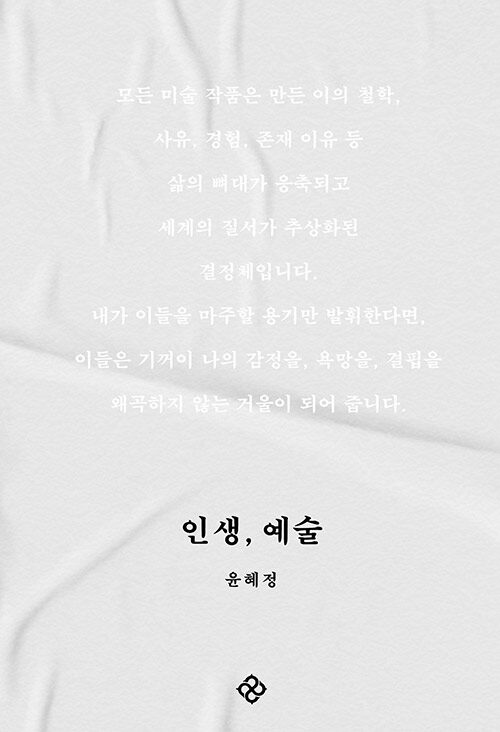 모든 미술 작품은 만든 이의 철학,
사유, 경험, 존재 이유 등
삶의 뼈대가 응축되고
세계의 질서가 추상화된
결정체입니다.
내가 이들을 마주할 용기만 발휘한다면,
이들은 기꺼이 나의 감정을, 욕망을, 결핍을
왜곡하지 않는 거울이 되어 줍니다.
인생, 예술
윤혜정